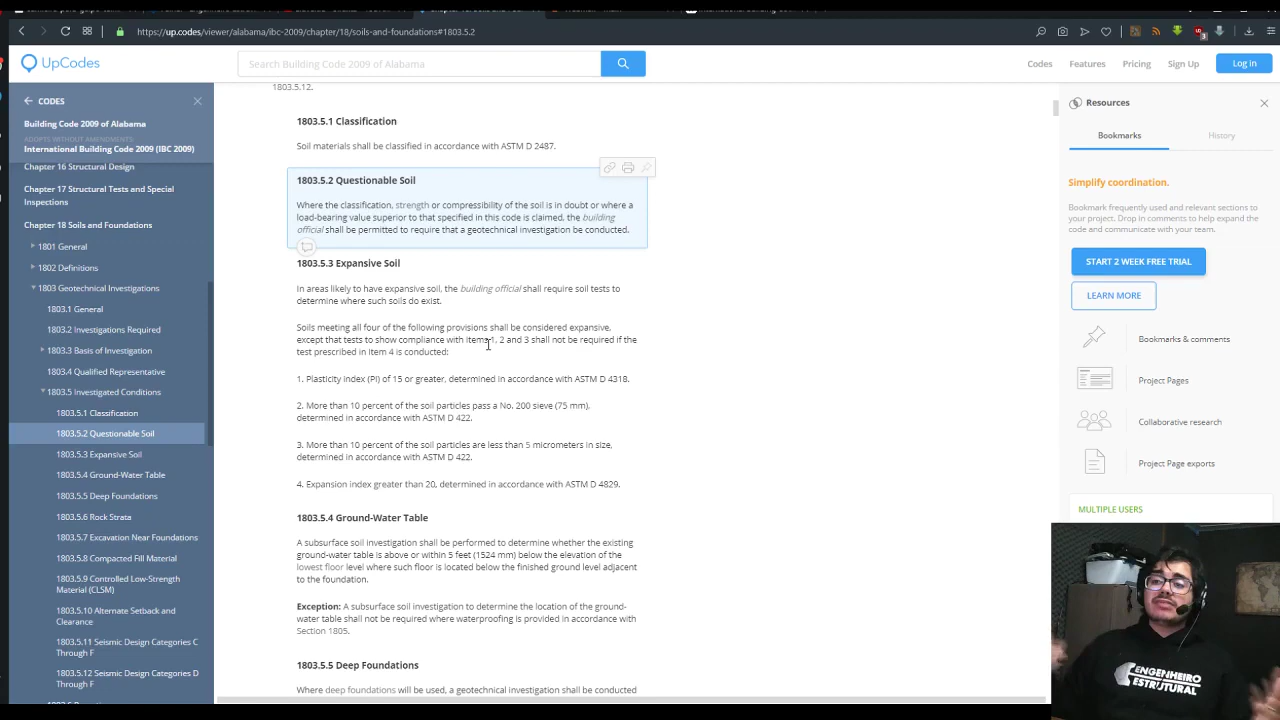 https://up.codes/viewer/alabama/ibc-2009/chapter/18/soils-and-foundations#1803.5.2
UpCodes
Search Building Code 2009 of Alabama
Codes
Features
Pricing
Sign Up
Log In
CODES
Building Code 2009 of Alabama
ADOPTS WITHOUT AMENDMENTS
International Building Code 2009 (IBC 2009)
Chapter 16 Structural Design
Chapter 17 Structural Tests and Special
Inspections
Chapter 18 Soils and Foundations
1801 General
1802 Definitions
1803 Geotechnical Investigations
1803.1 General
1803.2 Investigations Required
1803.3 Basis of Investigation
1803.4 Qualified Representative
1803.5 Investigated Conditions
1803.5.1 Classification
1803.5.2 Questionable Soil
1803.5.3 Expansive Soil
1803.5.4 Ground-Water Table
1803.5.5 Deep Foundations
1803.5.6 Rock Strata
1803.5.7 Excavation Near Foundations
1803.5.8 Compacted Fill Material
1803.5.9 Controlled Low-Strength
Material (CLSM)
1803.5.10 Alternate Setback and
Clearance
1803.5.11 Seismic Design Categories C
Through F
1803.5.12 Seismic Design Categories D
Through F
1803.5.12.
1803.5.1 Classification
Soil materials shall be classified in accordance with ASTM D 2487.
1803.5.2 Questionable Soil
Where the classification, strength or compressibility of the soil is in doubt or where a
load-bearing value superior to that specified in this code is claimed, the building
official shall be permitted to require that a geotechnical investigation be conducted.
1803.5.3 Expansive Soil
In areas likely to have expansive soil, the building official shall require soil tests to
determine where such soils do exist.
Soils meeting all four of the following provisions shall be considered expansive,
except that tests to show compliance with Items 1, 2 and 3 shall not be required if the
test prescribed in Item 4 is conducted:
1. Plasticity index (PI) of 15 or greater, determined in accordance with ASTM D 4318.
2. More than 10 percent of the soil particles pass a No. 200 sieve (75 mm),
determined in accordance with ASTM D 422.
3. More than 10 percent of the soil particles are less than 5 micrometers in size,
determined in accordance with ASTM D 422.
4. Expansion index greater than 20, determined in accordance with ASTM D 4829.
1803.5.4 Ground-Water Table
A subsurface soil investigation shall be performed to determine whether the existing
ground-water table is above or within 5 feet (1524 mm) below the elevation of the
lowest floor level where such floor is located below the finished ground level adjacent
to the foundation.
Exception: A subsurface soil investigation to determine the location of the ground-
water table shall not be required where waterproofing is provided in accordance with
Section 1805.
1803.5.5 Deep Foundations
Where deep foundations will be used, a geotechnical investigation shall be conducted
Resources
Bookmarks
History
Simplify coordination.
Bookmark frequently used and relevant sections to
your project. Drop in comments to help expand the
code and communicate with your team.
START 2 WEEK FREE TRIAL
LEARN MORE
Bookmarks & comments
Project Pages
Collaborative research
Project Page exports
MULTIPLE USERS
ENGENHEIRO
ESTRUTURAL